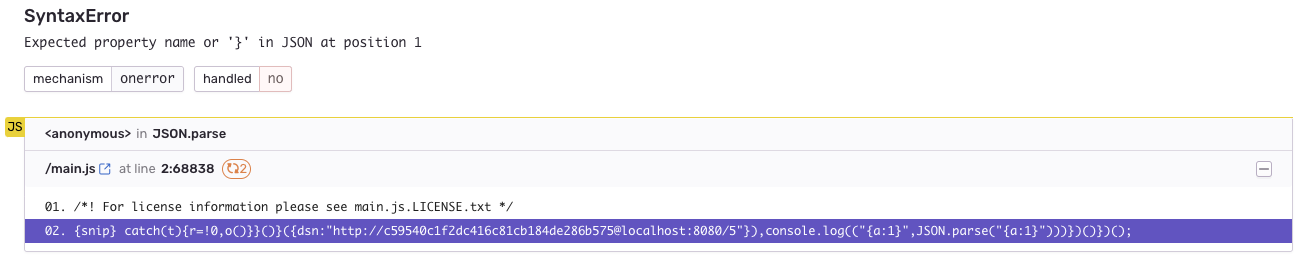 SyntaxError
Expected property name or '}' in JSON at position 1
mechanism onerror handled no
JS
<anonymous> in JSON.parse
/main.js at line 2:68838 2
01. /*! For license information please see main.js.LICENSE.txt */
02. {snip} catch(t){r=!0,o()}}()}({dsn:"http://c59540c1f2dc416c81cb184de286b575@localhost:8080/5"}),console.log(("{a:1}",JSON.parse("{a:1}")))})()})();